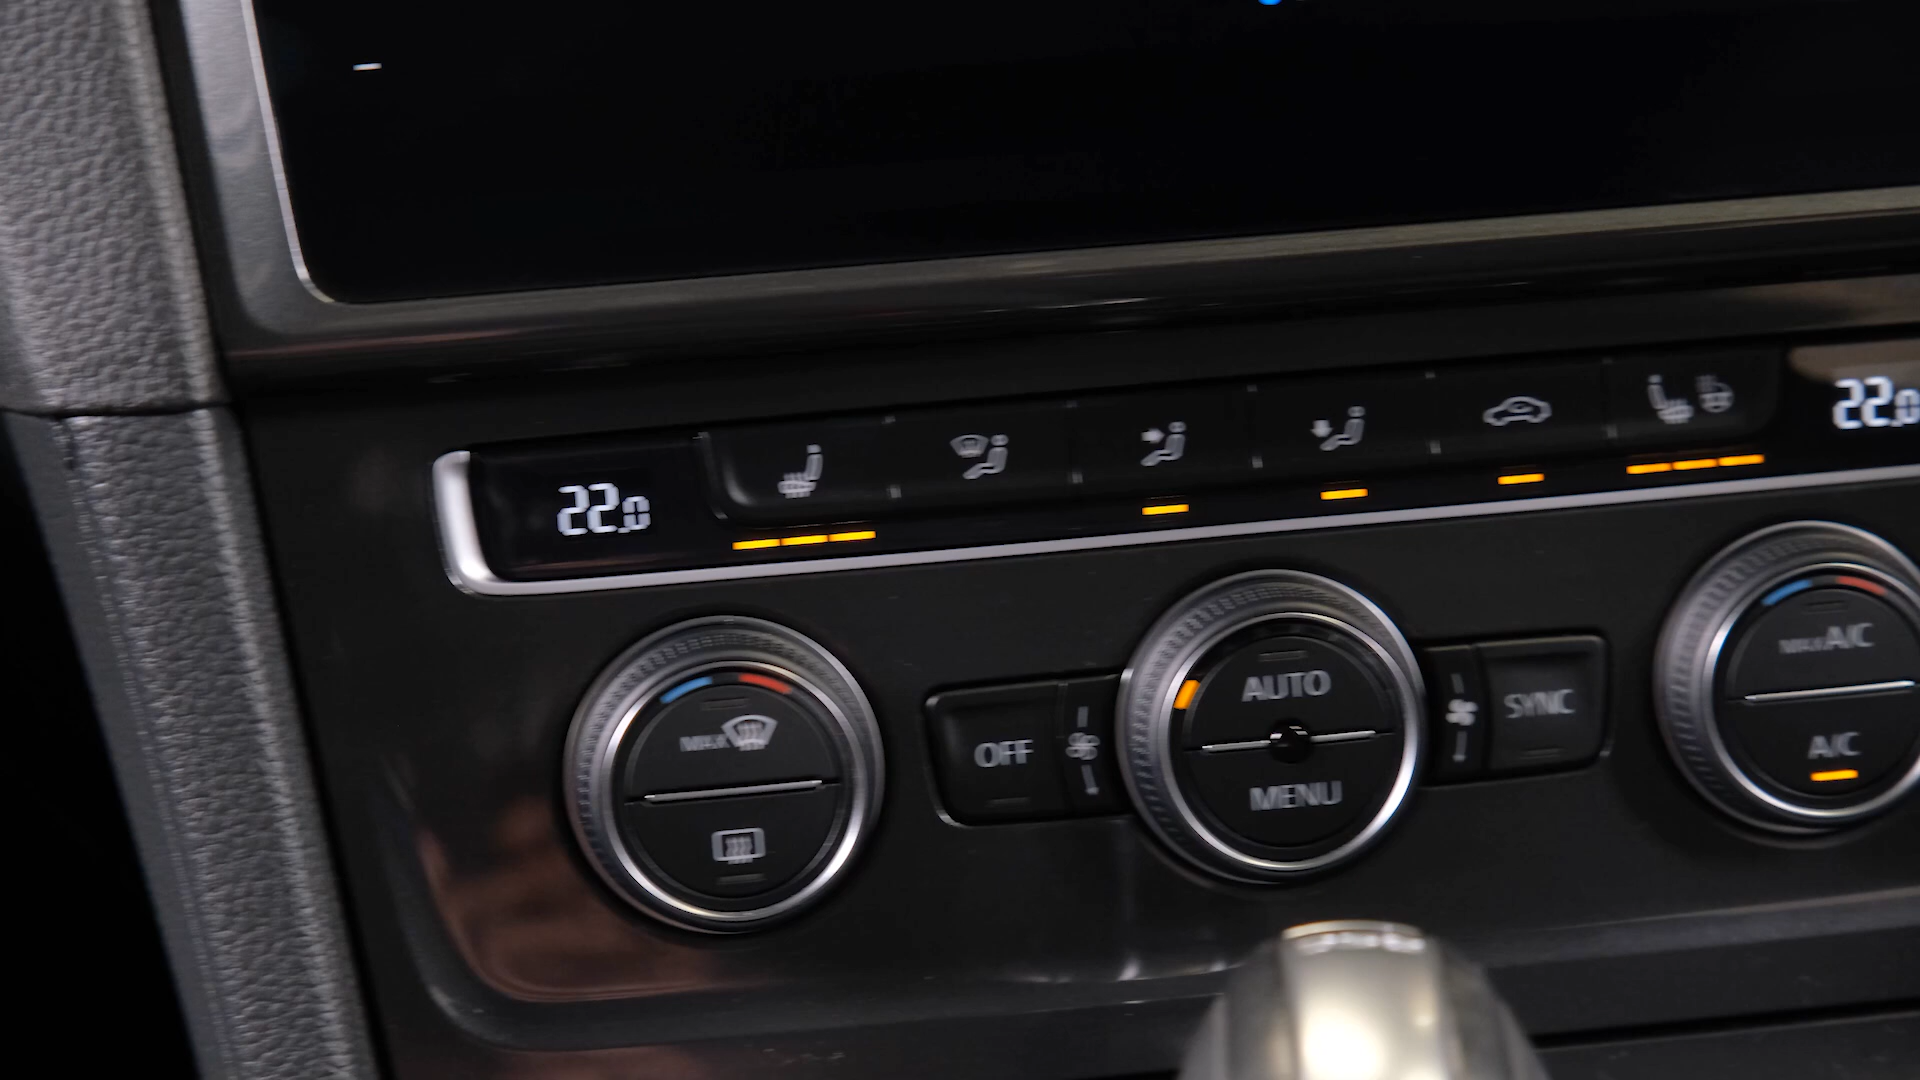 22.0
22.0
MAX
OFF
AUTO
MENU
SYNC
MAX A/C
A/C